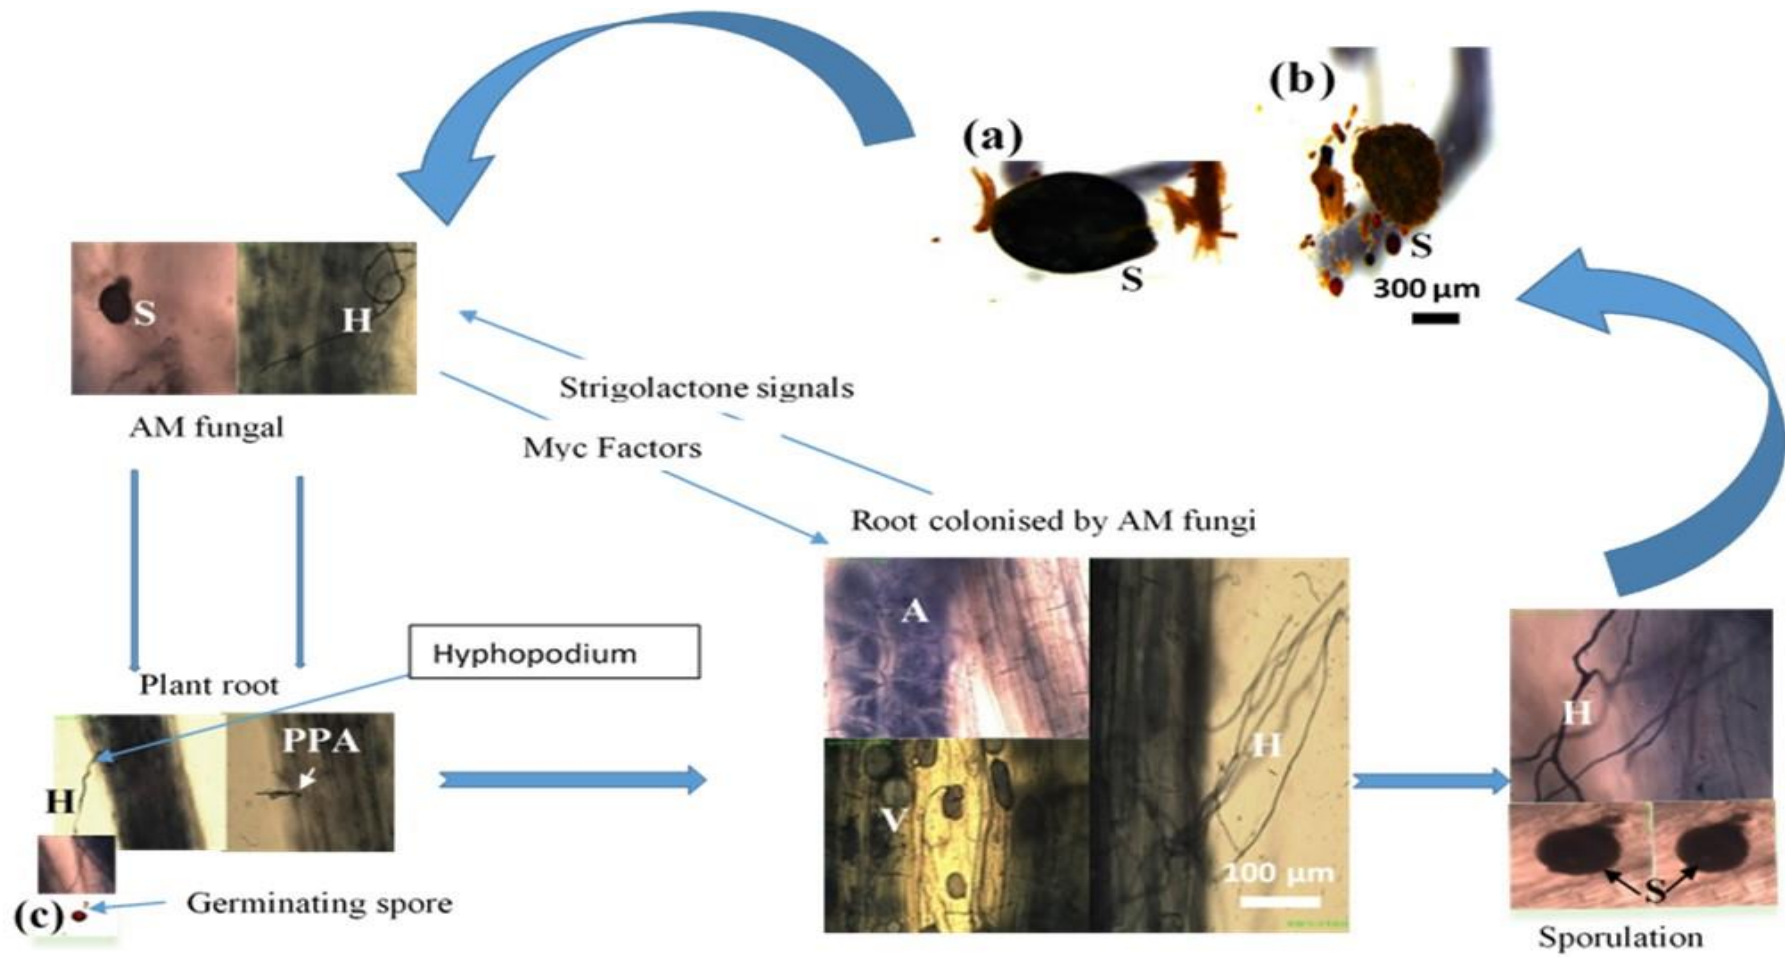 (b)
(a)
S
S
300 µm
S
H
Strigolactone signals
AM fungal
Myc Factors
Root colonised by AM fungi
A
Hyphopodium
Plant root
PPA
H
H
H
V
100 µm
S
Germinating spore
(c)
Sporulation